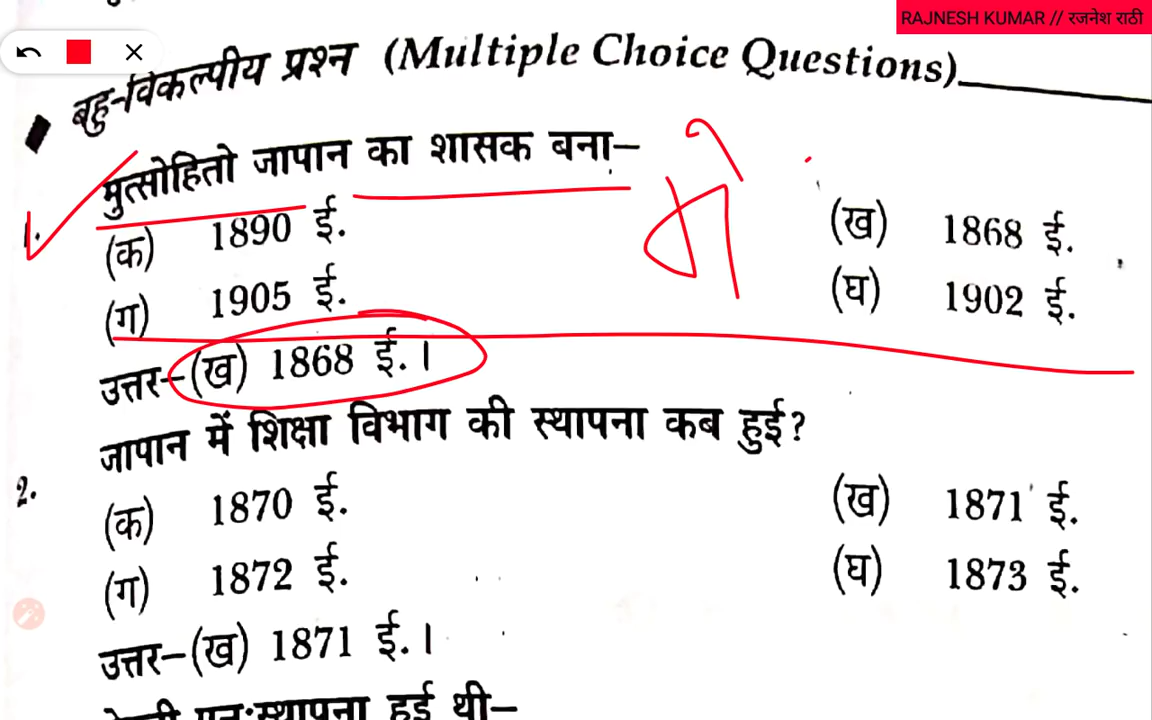 RAJNESH KUMAR // रजनेश राठी
बहु-विकल्पीय प्रश्न (Multiple Choice Questions)
1. मुत्सोहितो जापान का शासक बना–
(क) 1890 ई. (ख) 1868 ई.
(ग) 1905 ई. (घ) 1902 ई.
उत्तर–(ख) 1868 ई.।
2. जापान में शिक्षा विभाग की स्थापना कब हुई?
(क) 1870 ई. (ख) 1871 ई.
(ग) 1872 ई. (घ) 1873 ई.
उत्तर–(ख) 1871 ई.।
पुनःस्थापना हुई थी–